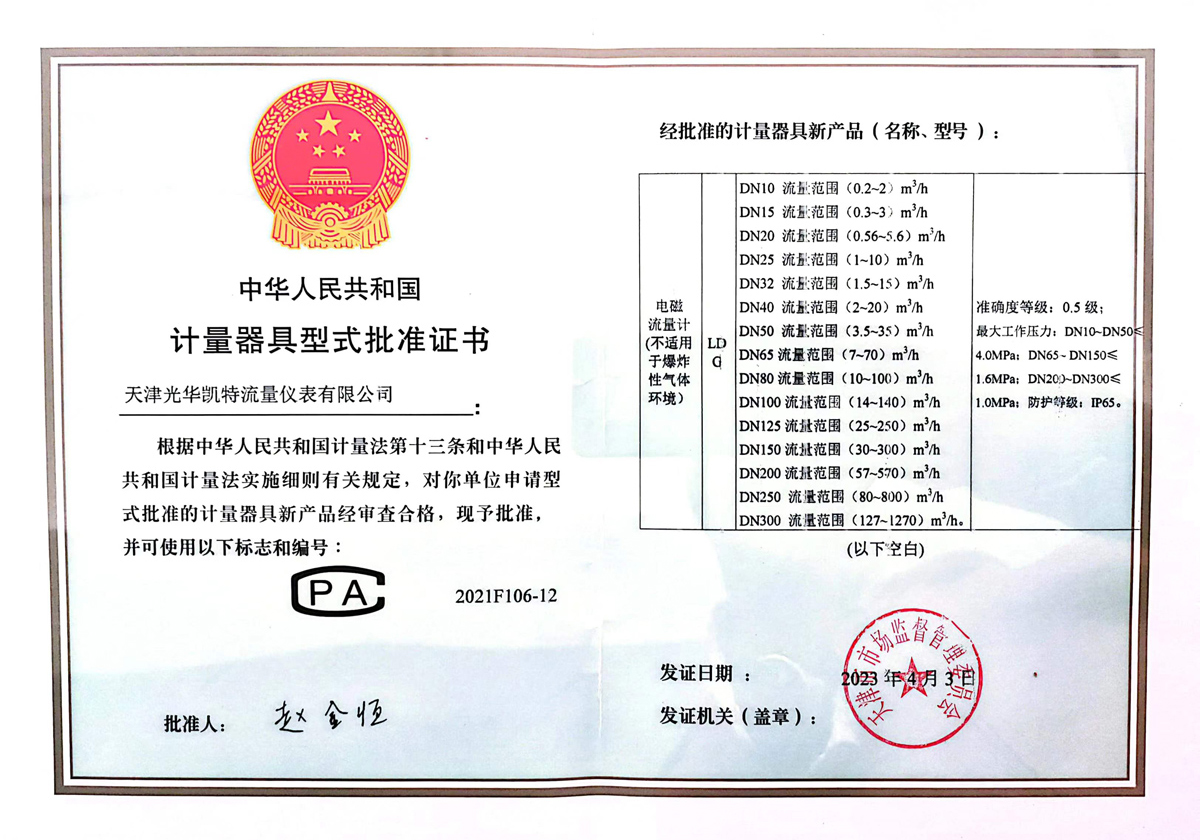 中华人民共和国
计量器具型式批准证书
天津光华凯特流量仪表有限公司
：
根据中华人民共和国计量法第十三条和中华人民
共和国计量法实施细则有关规定，对你单位申请型
式批准的计量器具新产品经审查合格，现予批准，
并可使用以下标志和编号：
CPA
2021F106-12
批准人：
赵金恒
经批准的计量器具新产品（名称、型号）：
电磁
流量计
(不适用
于爆炸
性气体
环境）
LD
G
DN10 流量范围（0.2~2）m³/h
DN15 流量范围（0.3~3）m³/h
DN20 流量范围（0.56~5.6）m³/h
DN25 流量范围（1~10）m³/h
DN32 流量范围（1.5~15）m³/h
DN40 流量范围（2~20）m³/h
DN50 流量范围（3.5~35）m³/h
DN65 流量范围（7~70）m³/h
DN80 流量范围（10~100）m³/h
DN100 流量范围（14~140）m³/h
DN125 流量范围（25~250）m³/h
DN150 流量范围（30~300）m³/h
DN200 流量范围（57~570）m³/h
DN250 流量范围（80~800）m³/h
DN300 流量范围（127~1270）m³/h。
准确度等级：0.5 级；
最大工作压力：DN10~DN50≤
4.0MPa；DN65~DN150≤
1.6MPa；DN200~DN300≤
1.0MPa；防护等级：IP65。
(以下空白)
发证日期：
2023 年 4 月 3 日
发证机关（盖章）：
天津市市场监督管理委员会